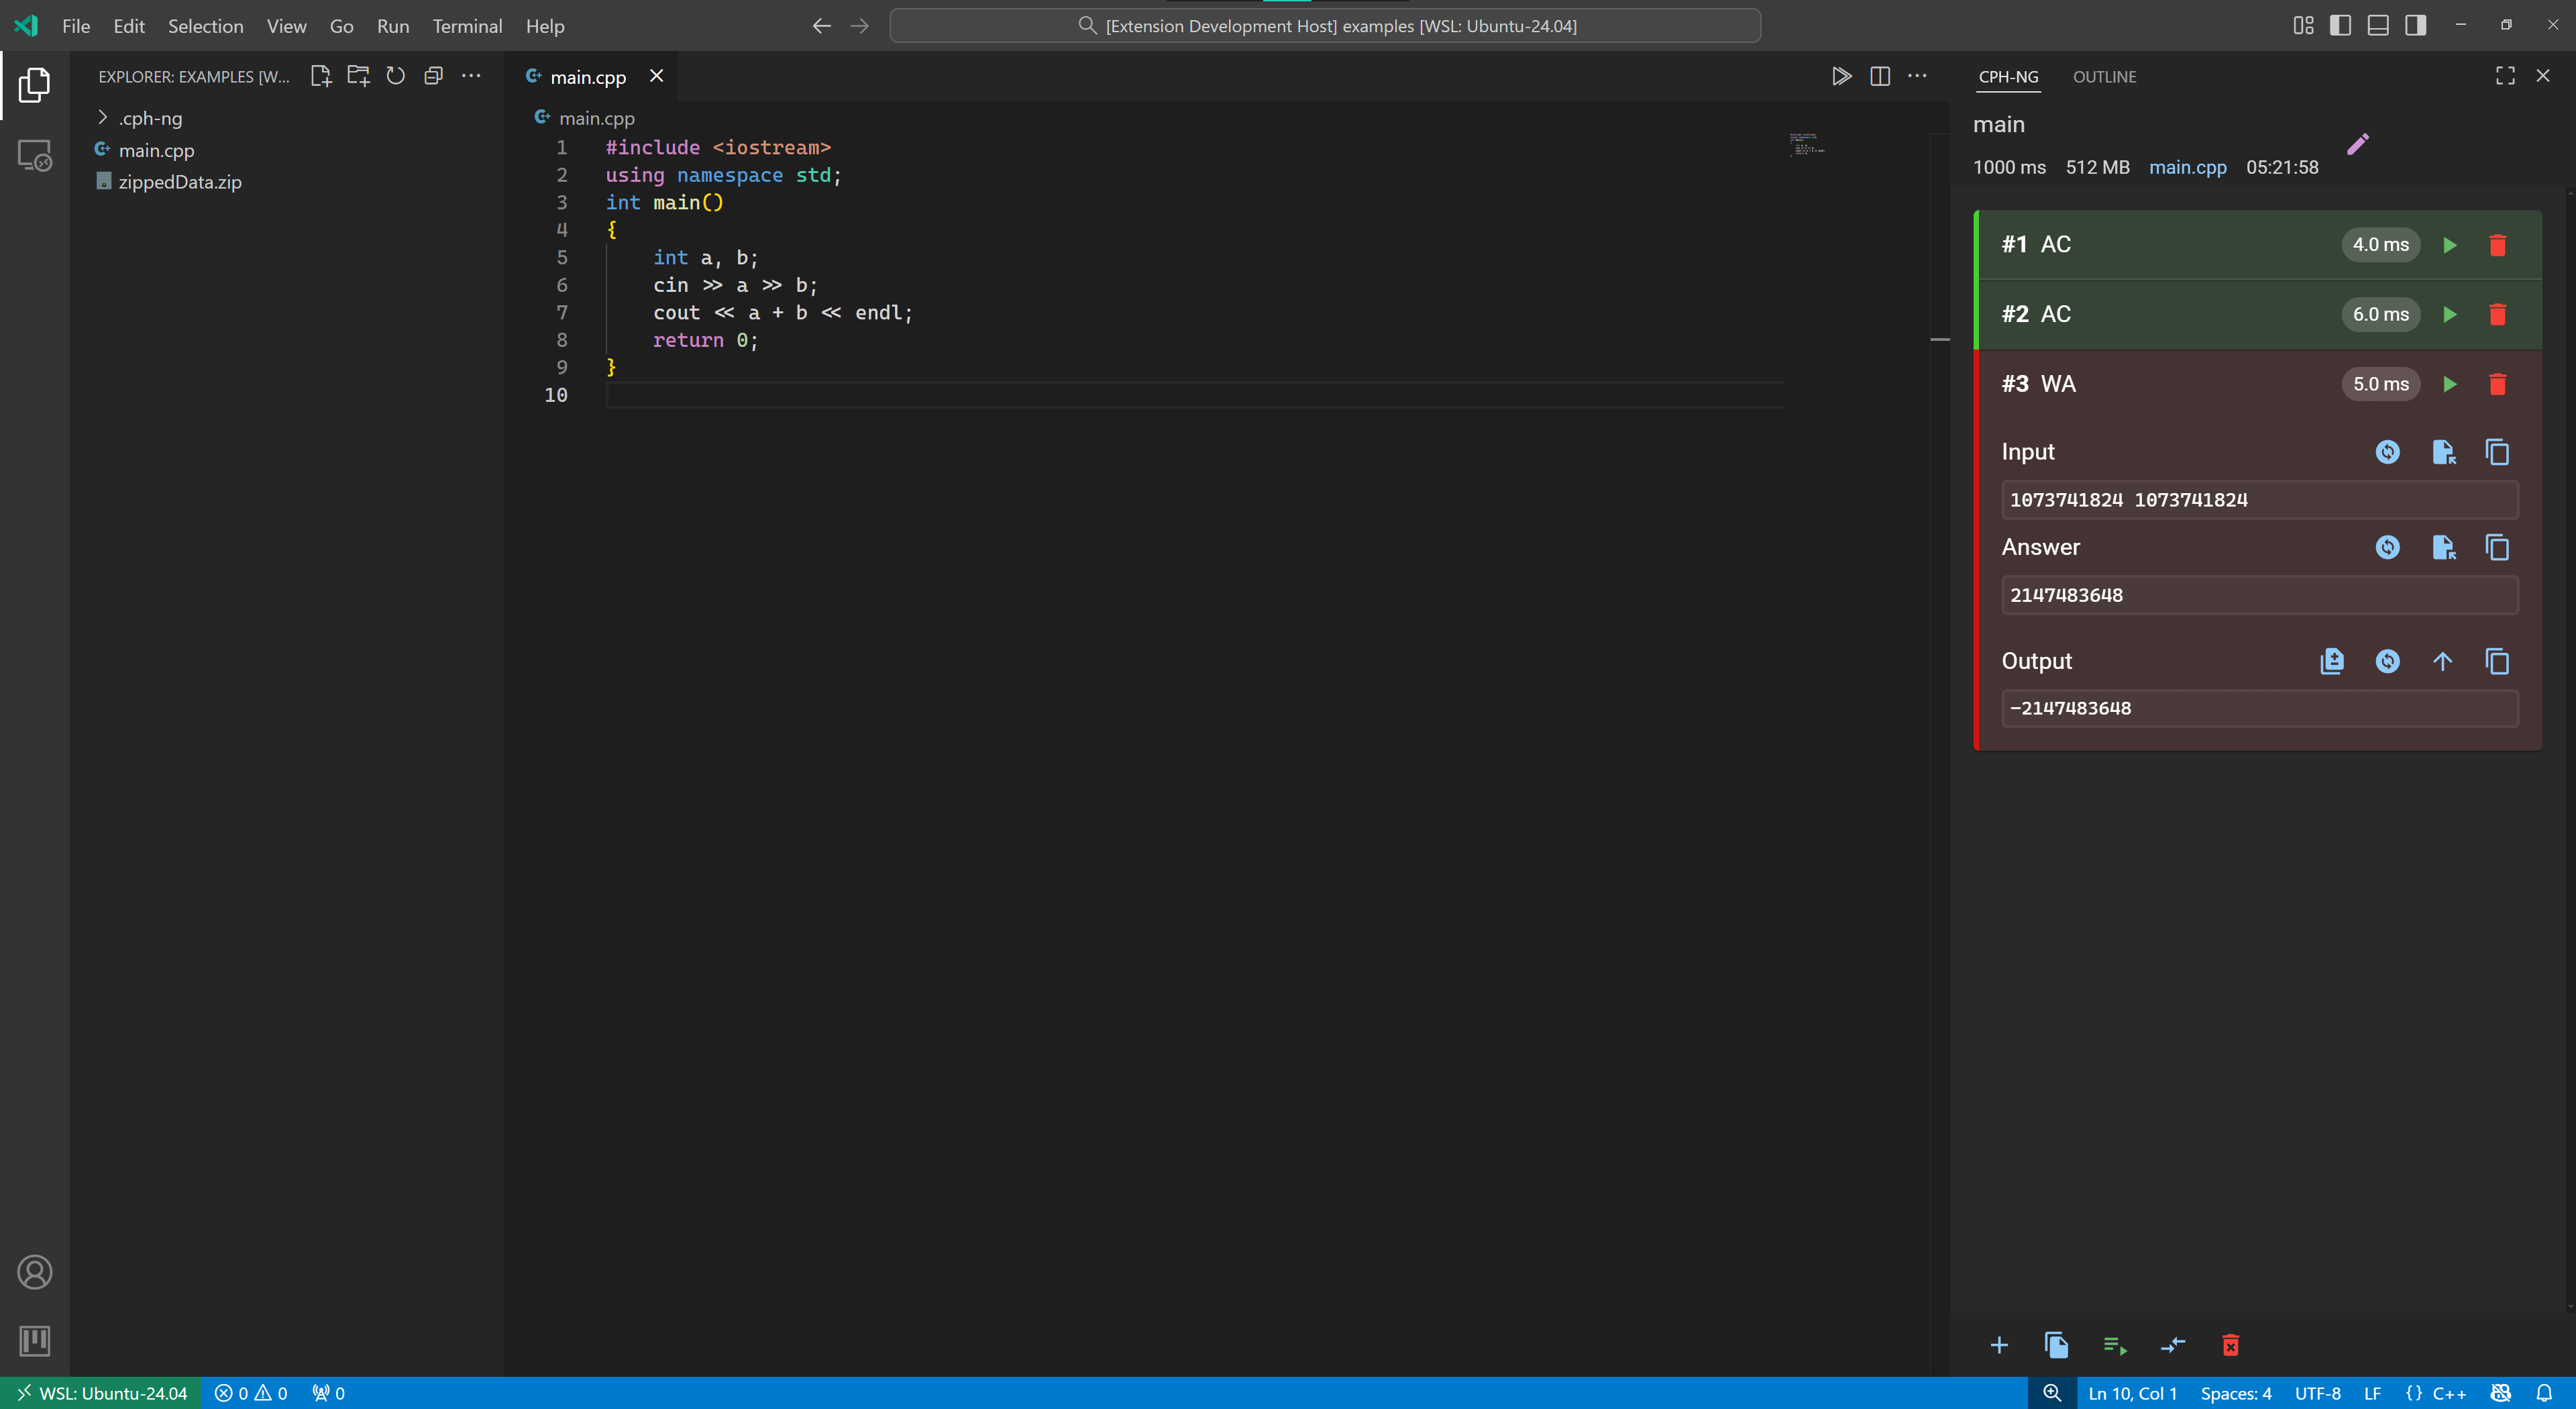 File Edit Selection View Go Run Terminal Help
[Extension Development Host] examples [WSL: Ubuntu-24.04]
EXPLORER: EXAMPLES [W...
.cph-ng
main.cpp
zippedData.zip
main.cpp
main.cpp
1 #include <iostream>
2 using namespace std;
3 int main()
4 {
5 int a, b;
6 cin >> a >> b;
7 cout << a + b << endl;
8 return 0;
9 }
10
CPH-NG OUTLINE
main
1000 ms 512 MB main.cpp 05:21:58
#1 AC 4.0 ms
#2 AC 6.0 ms
#3 WA 5.0 ms
Input
1073741824 1073741824
Answer
2147483648
Output
-2147483648
WSL: Ubuntu-24.04 0 0 0
Ln 10, Col 1 Spaces: 4 UTF-8 LF {} C++